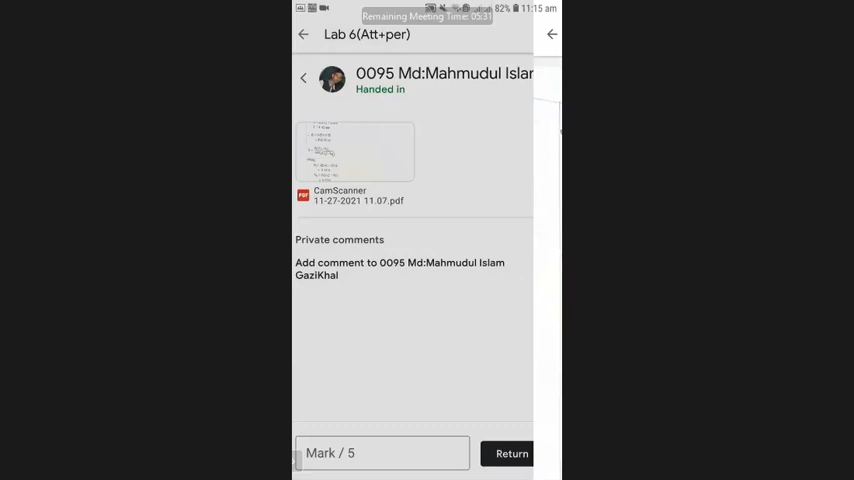 82% 11:15 am
Remaining Meeting Time: 05:31
Lab 6(Att+per)
0095 Md:Mahmudul Islar
Handed in
PDF
CamScanner
11-27-2021 11.07.pdf
Private comments
Add comment to 0095 Md:Mahmudul Islam
GaziKhal
Mark / 5
Return